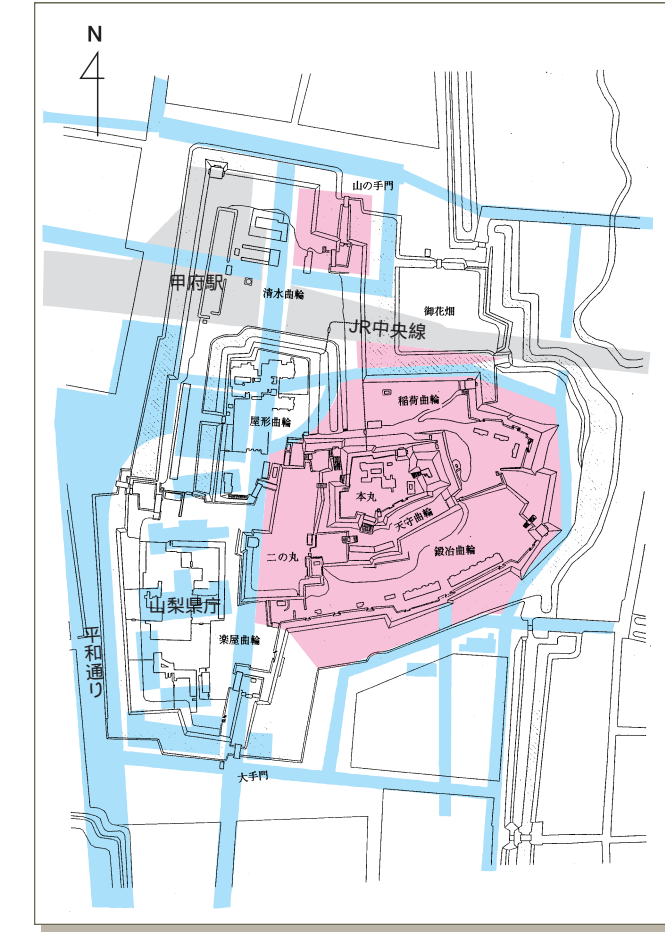 N
山の手門
甲府駅
清水曲輪
御花畑
JR中央線
稲荷曲輪
屋形曲輪
本丸
天守曲輪
二の丸
鍛冶曲輪
山梨県庁
平和通り
楽屋曲輪
大手門